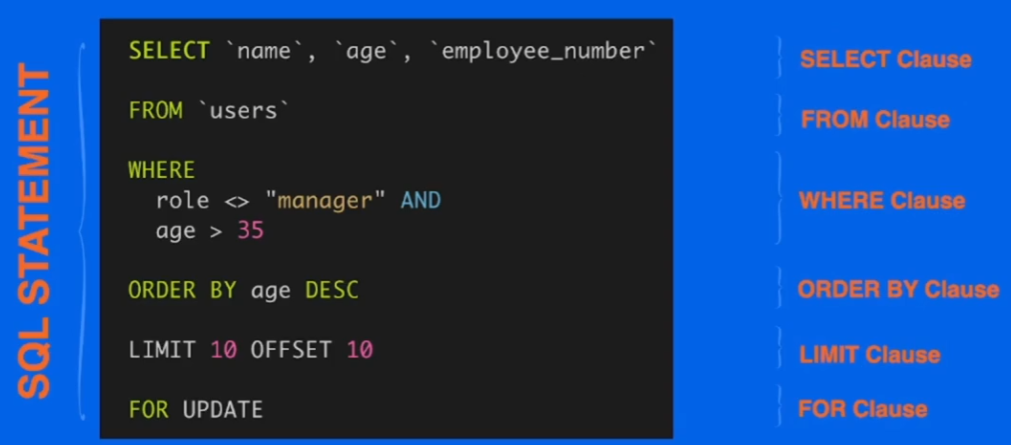 SQL STATEMENT
SELECT `name`, `age`, `employee_number`
SELECT Clause
FROM `users`
FROM Clause
WHERE
role <> "manager" AND
age > 35
WHERE Clause
ORDER BY age DESC
ORDER BY Clause
LIMIT 10 OFFSET 10
LIMIT Clause
FOR UPDATE
FOR Clause